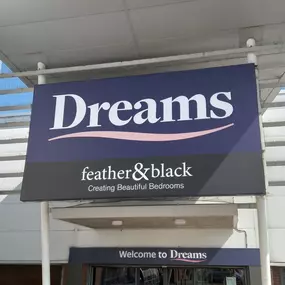 Dreams
feather&black
Creating Beautiful Bedrooms
Welcome to Dreams